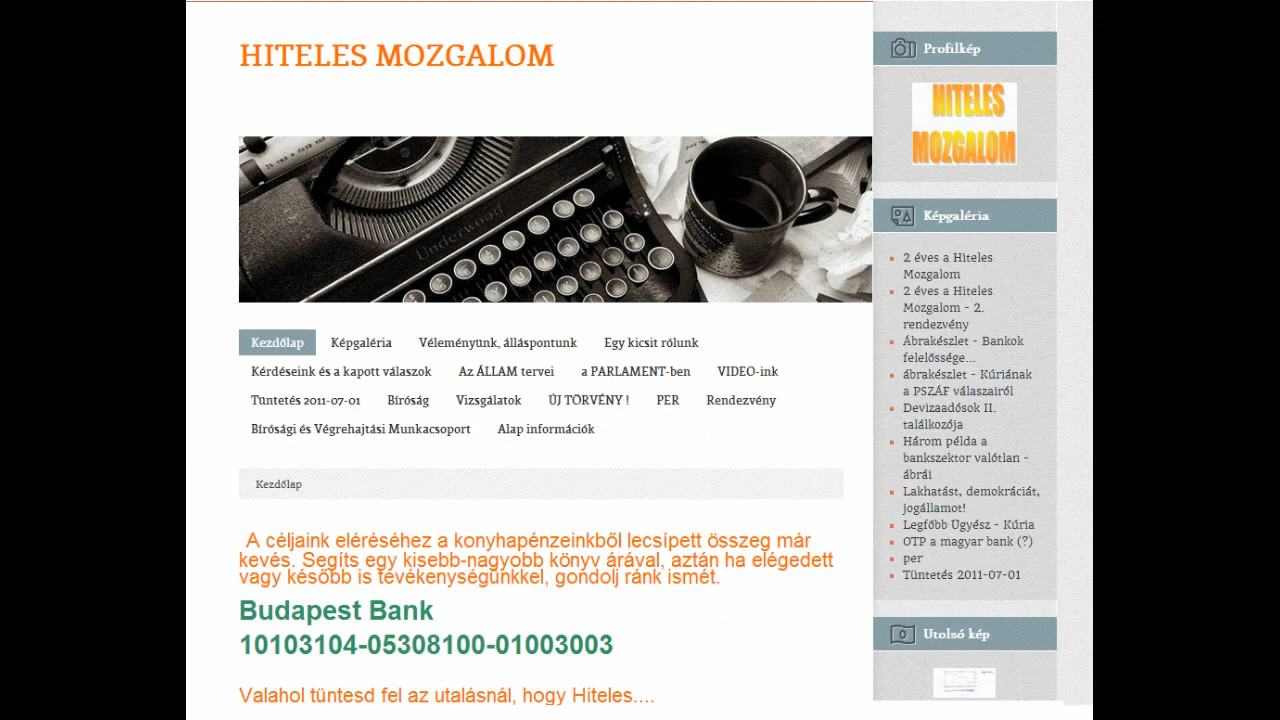 HITELES MOZGALOM
Underwood
Kezdőlap
Képgaléria
Véleményünk, álláspontunk
Egy kicsit rólunk
Kérdéseink és a kapott válaszok
Az ÁLLAM tervei
a PARLAMENT-ben
VIDEO-ink
Tüntetés 2011-07-01
Bíróság
Vizsgálatok
ÚJ TÖRVÉNY !
PER
Rendezvény
Bírósági és Végrehajtási Munkacsoport
Alap információk
Kezdőlap
A céljaink eléréséhez a konyhapénzeinkből lecsípett összeg már
kevés. Segíts egy kisebb-nagyobb könyv árával, aztán ha elégedett
vagy később is tevékenységünkkel, gondolj ránk ismét.
Budapest Bank
10103104-05308100-01003003
Valahol tüntesd fel az utalásnál, hogy Hiteles....
Profilkép
HITELES
MOZGALOM
Képgaléria
2 éves a Hiteles
Mozgalom
2 éves a Hiteles
Mozgalom - 2.
rendezvény
Ábrakészlet - Bankok
felelőssége...
ábrakészlet - Kúriának
a PSZÁF válaszairól
Devizaadósok II.
találkozója
Három példa a
bankszektor valótlan -
ábrái
Lakhatást, demokráciát,
jogállamot!
Legfőbb Ügyész - Kúria
OTP a magyar bank (?)
per
Tüntetés 2011-07-01
Utolsó kép